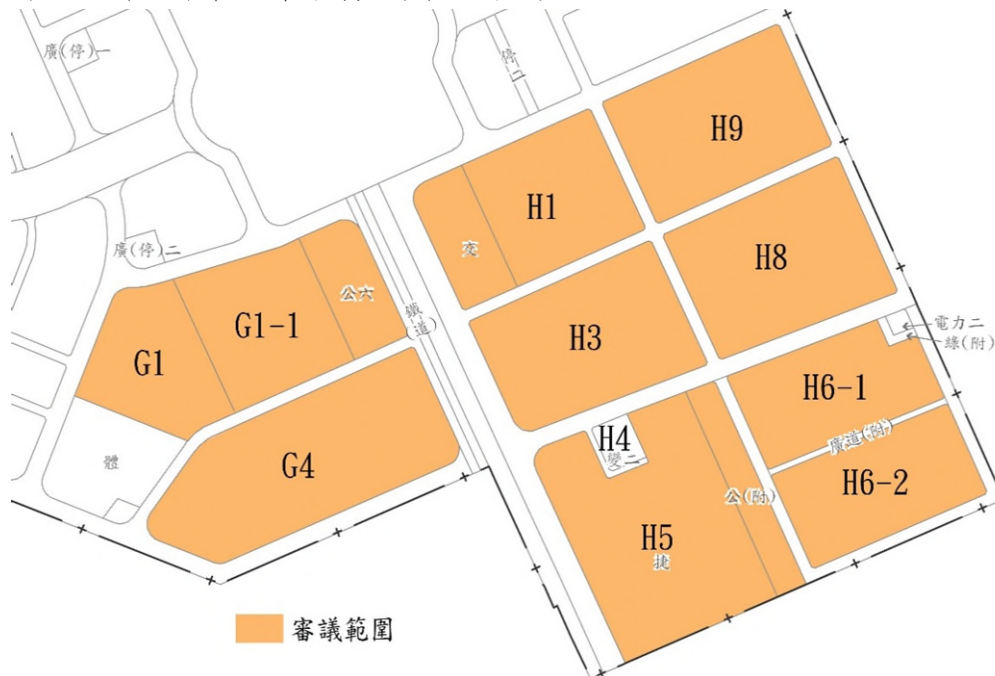 廣(停)一
停二
H9
H1
交
H8
廣(停)二
公六
鐵(道)
G1-1
G1
H3
電力二
綠(附)
H6-1
H4
變二
廣道(附)
體
G4
公(附)
H6-2
H5
捷
審議範圍